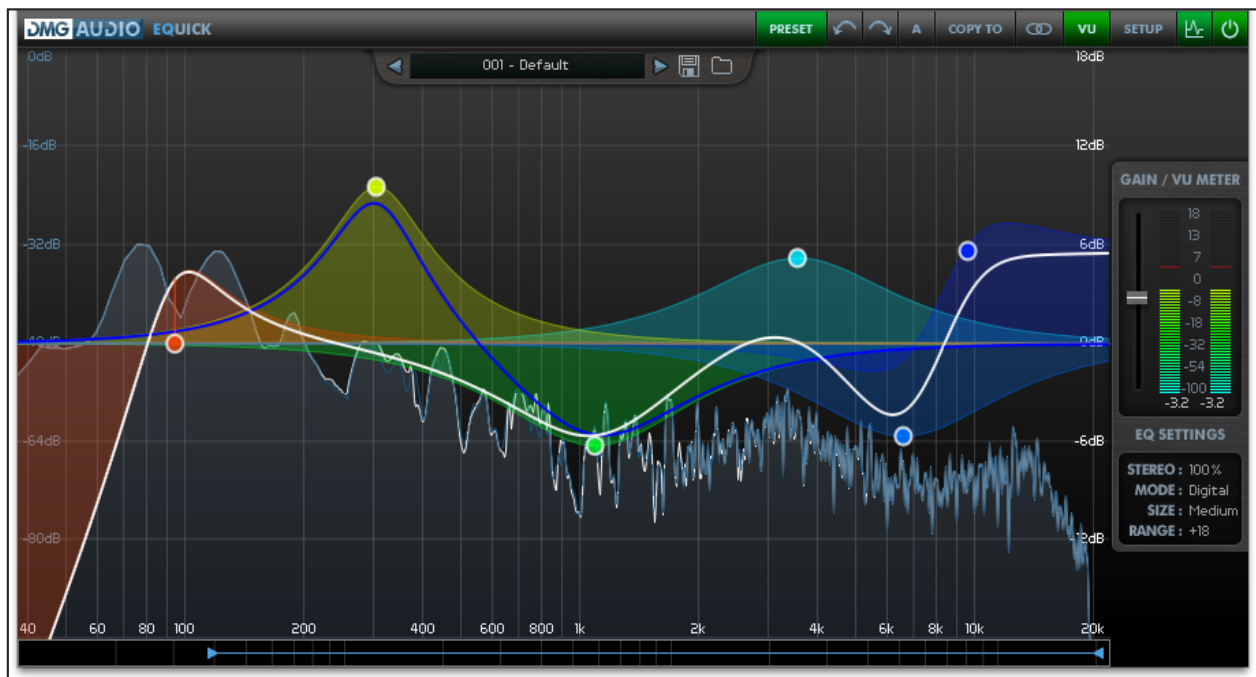 DMG AUDIO EQUICK
PRESET A COPY TO VU SETUP
001 - Default
0dB
-16dB
-32dB
-48dB
-64dB
-80dB
18dB
12dB
6dB
0dB
-6dB
-12dB
40 60 80 100 200 400 600 800 1k 2k 4k 6k 8k 10k 20k
GAIN / VU METER
18
13
7
0
-8
-18
-32
-54
-100
-3.2 -3.2
EQ SETTINGS
STEREO : 100%
MODE : Digital
SIZE : Medium
RANGE : +18